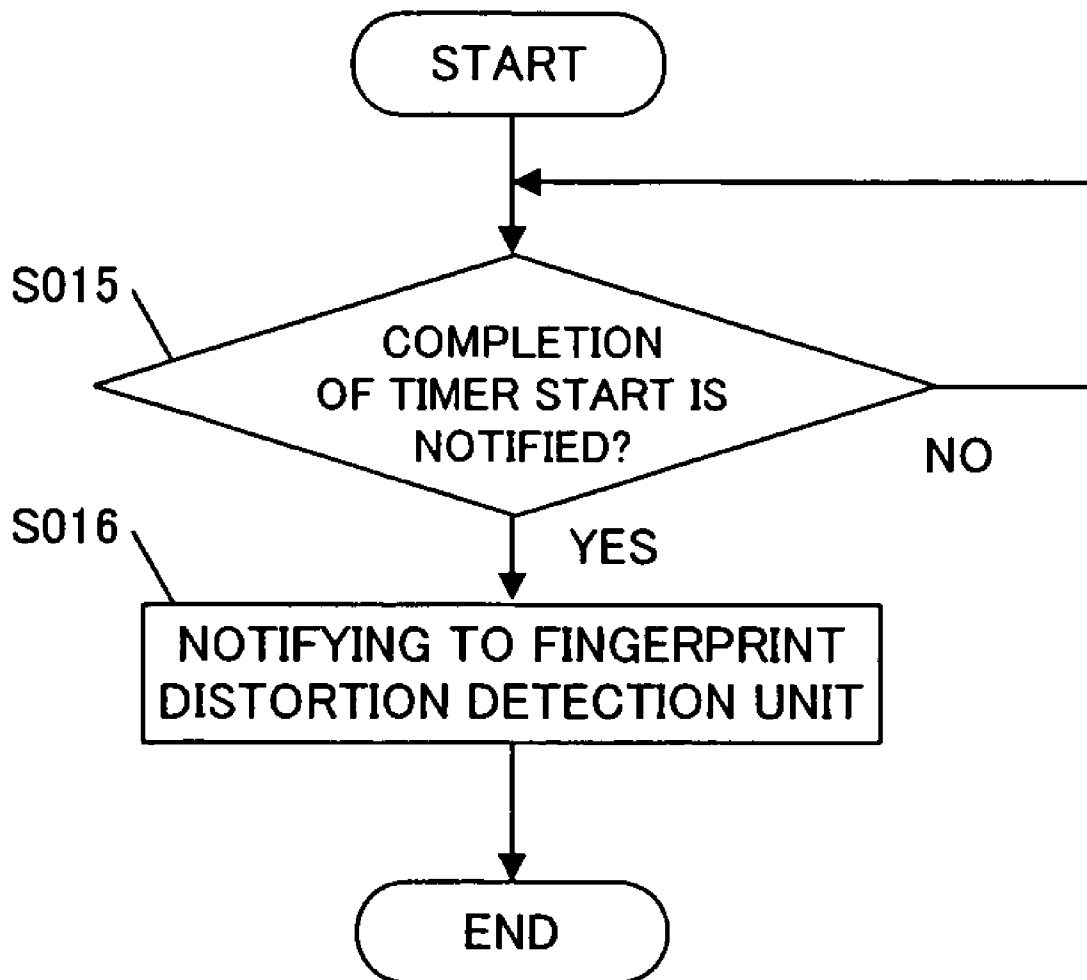 START
S015
COMPLETION
OF TIMER START IS
NOTIFIED?
NO
YES
S016
NOTIFYING TO FINGERPRINT
DISTORTION DETECTION UNIT
END